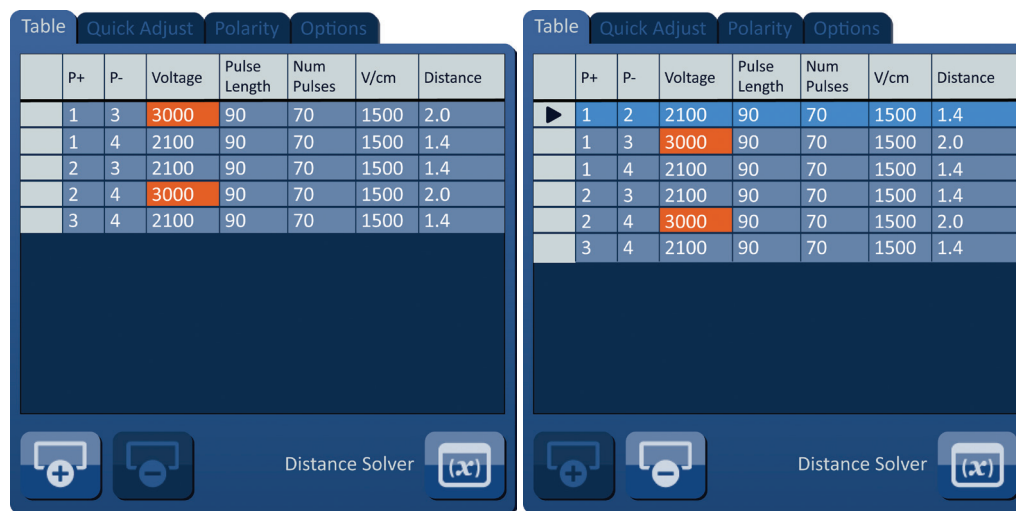 Table Quick Adjust Polarity Options
P+ P- Voltage Pulse Length Num Pulses V/cm Distance
1 3 3000 90 70 1500 2.0
1 4 2100 90 70 1500 1.4
2 3 2100 90 70 1500 1.4
2 4 3000 90 70 1500 2.0
3 4 2100 90 70 1500 1.4
Distance Solver (x)
Table Quick Adjust Polarity Options
P+ P- Voltage Pulse Length Num Pulses V/cm Distance
1 2 2100 90 70 1500 1.4
1 3 3000 90 70 1500 2.0
1 4 2100 90 70 1500 1.4
2 3 2100 90 70 1500 1.4
2 4 3000 90 70 1500 2.0
3 4 2100 90 70 1500 1.4
Distance Solver (x)